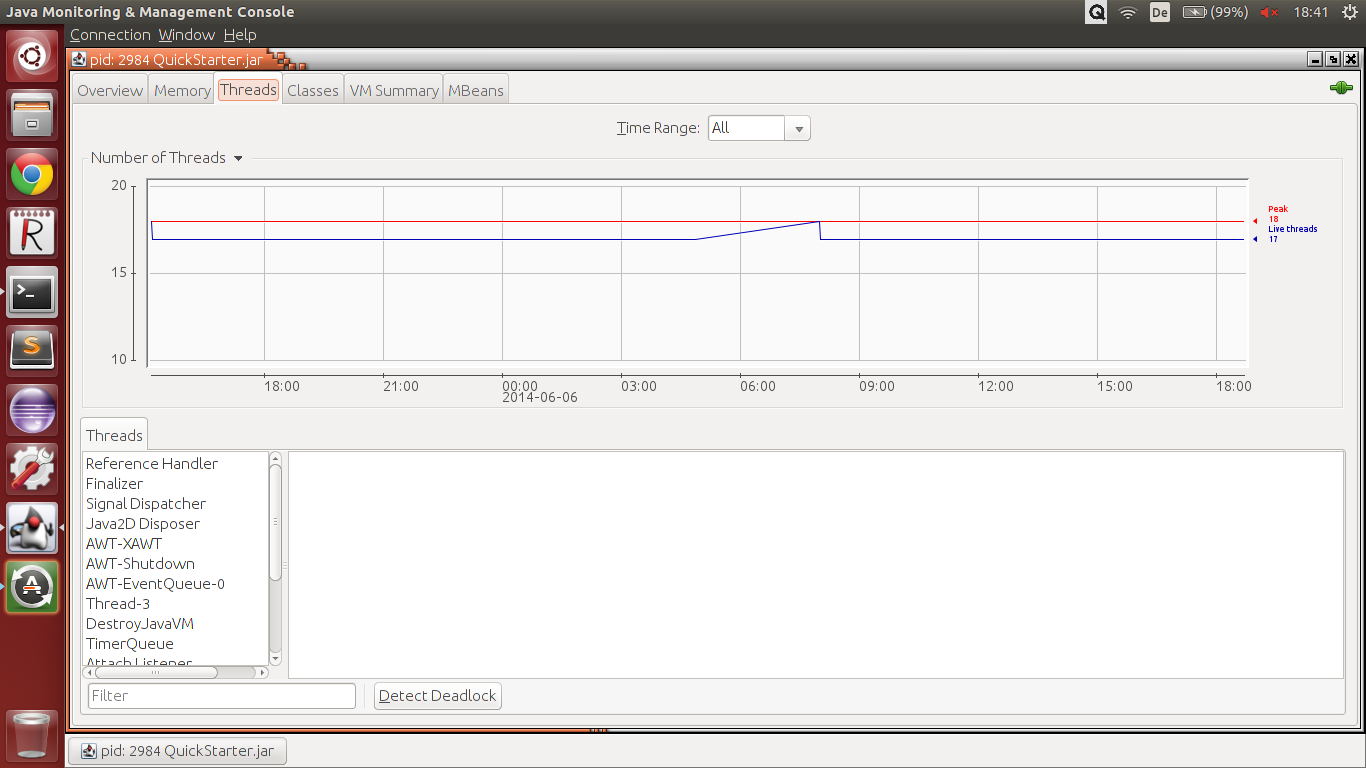 Java Monitoring & Management Console
De (99%) 18:41
Connection Window Help
pid: 2984 QuickStarter.jar
Overview Memory Threads Classes VM Summary MBeans
Time Range: All
Number of Threads
20
15
10
Peak
18
Live threads
17
18:00 21:00 00:00 03:00 06:00 09:00 12:00 15:00 18:00
2014-06-06
Threads
Reference Handler
Finalizer
Signal Dispatcher
Java2D Disposer
AWT-XAWT
AWT-Shutdown
AWT-EventQueue-0
Thread-3
DestroyJavaVM
TimerQueue
Attach Listener
Filter Detect Deadlock
pid: 2984 QuickStarter.jar